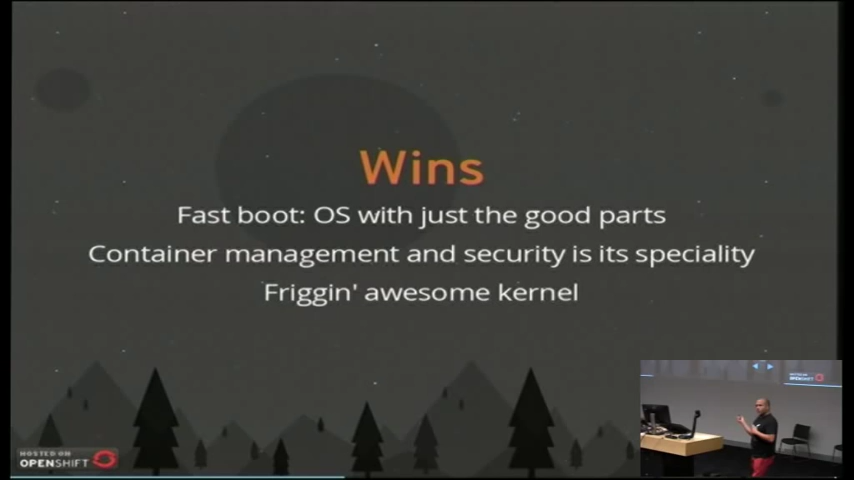 Wins
Fast boot: OS with just the good parts
Container management and security is its speciality
Friggin' awesome kernel
HOSTED ON
OPENSHIFT
OPENSHIFT